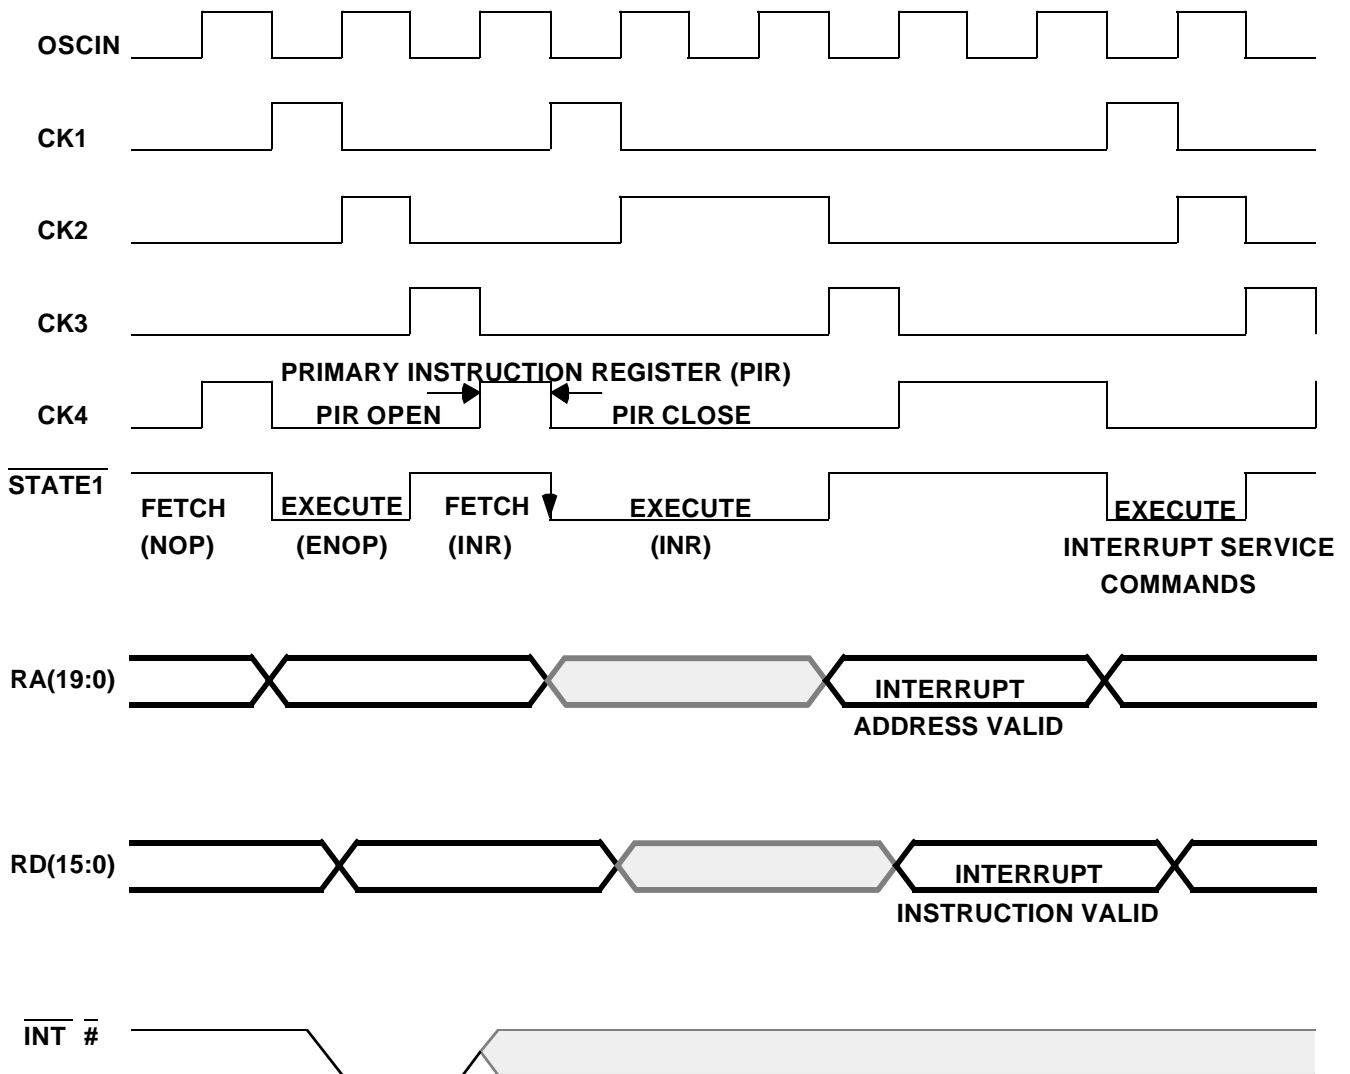 OSCIN
CK1
CK2
CK3
PRIMARY INSTRUCTION REGISTER (PIR)
CK4 PIR OPEN PIR CLOSE
STATE1
FETCH EXECUTE FETCH EXECUTE EXECUTE
(NOP) (ENOP) (INR) (INR) INTERRUPT SERVICE
COMMANDS
RA(19:0) INTERRUPT
ADDRESS VALID
RD(15:0) INTERRUPT
INSTRUCTION VALID
INT #